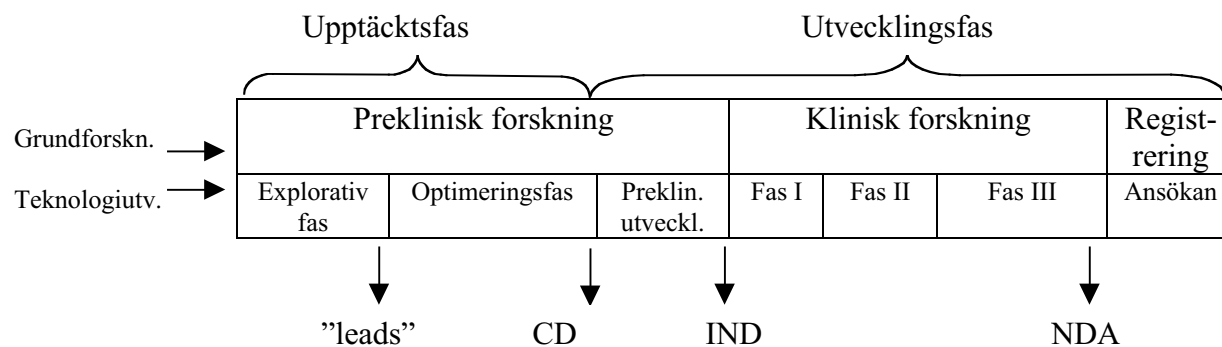 Upptäcktsfas Utvecklingsfas
Preklinisk forskning Klinisk forskning Regist-
rering
Grundforskn.
Teknologiutv.
Explorativ
fas
Optimeringsfas
Preklin.
utveckl.
Fas I Fas II Fas III Ansökan
”leads” CD IND NDA